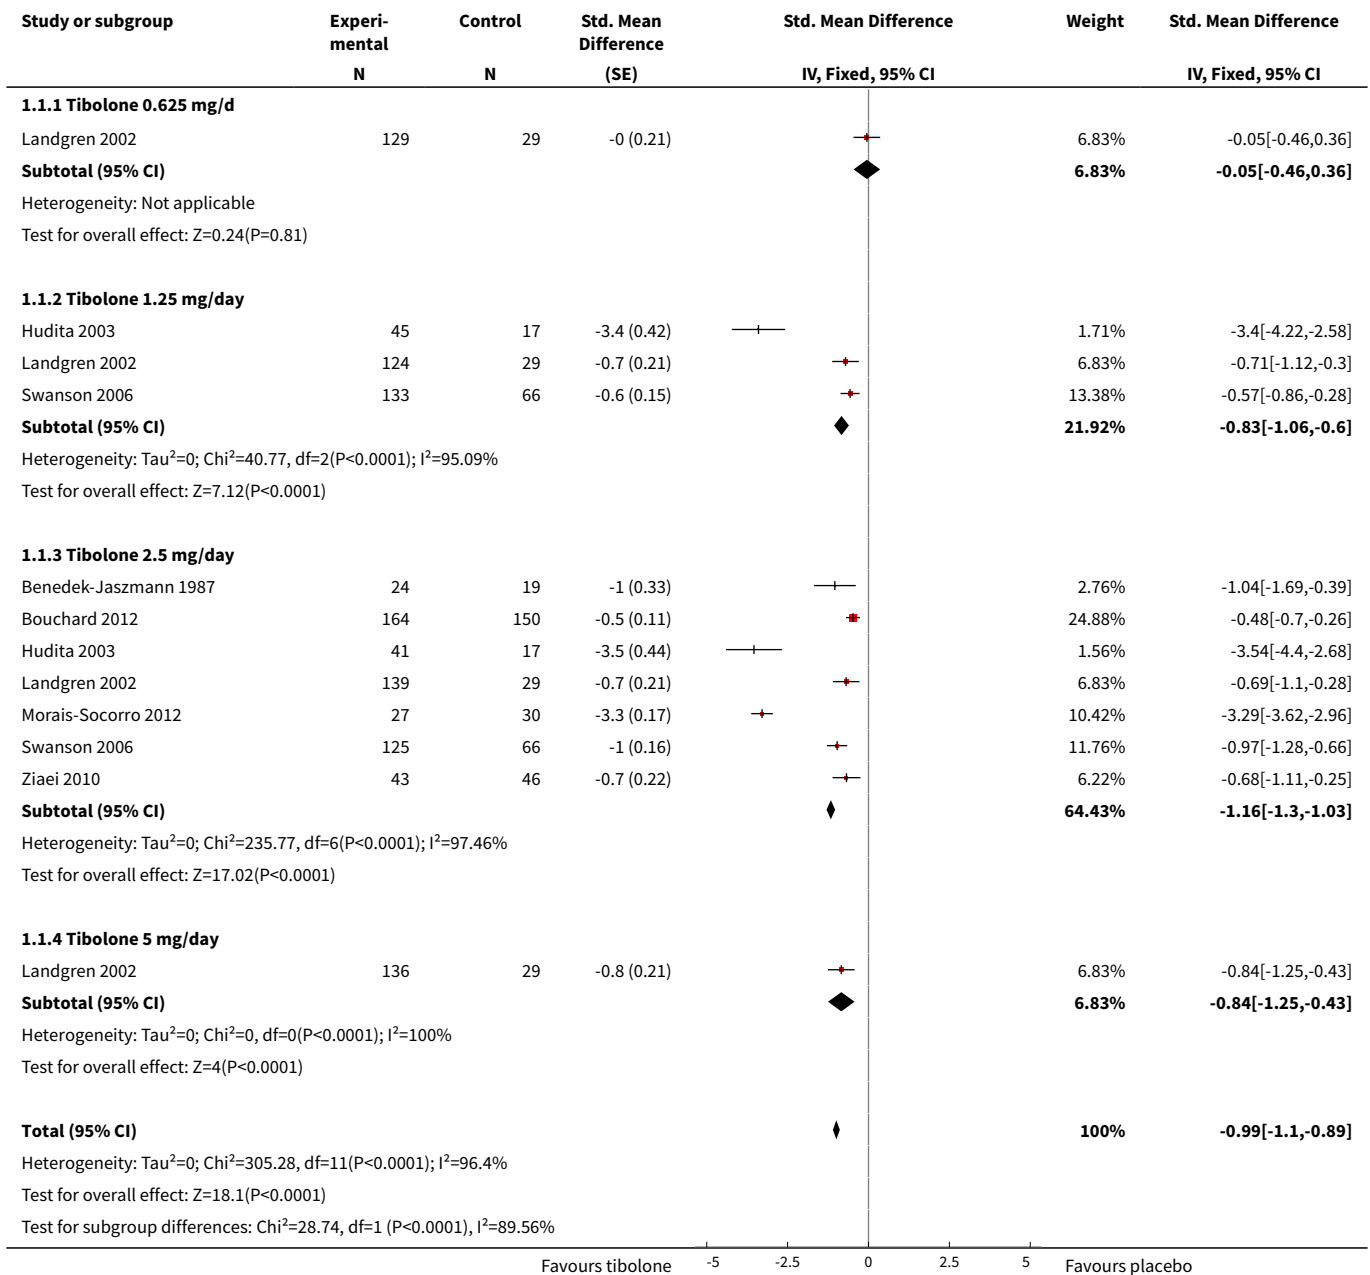 Study or subgroup Experi- Control Std. Mean Std. Mean Difference Weight Std. Mean Difference
mental Difference
N N (SE) IV, Fixed, 95% CI IV, Fixed, 95% CI
1.1.1 Tibolone 0.625 mg/d
Landgren 2002 129 29 -0 (0.21) 6.83% -0.05[-0.46,0.36]
Subtotal (95% CI) 6.83% -0.05[-0.46,0.36]
Heterogeneity: Not applicable
Test for overall effect: Z=0.24(P=0.81)
1.1.2 Tibolone 1.25 mg/day
Hudita 2003 45 17 -3.4 (0.42) 1.71% -3.4[-4.22,-2.58]
Landgren 2002 124 29 -0.7 (0.21) 6.83% -0.71[-1.12,-0.3]
Swanson 2006 133 66 -0.6 (0.15) 13.38% -0.57[-0.86,-0.28]
Subtotal (95% CI) 21.92% -0.83[-1.06,-0.6]
Heterogeneity: Tau²=0; Chi²=40.77, df=2(P<0.0001); I²=95.09%
Test for overall effect: Z=7.12(P<0.0001)
1.1.3 Tibolone 2.5 mg/day
Benedek-Jaszmann 1987 24 19 -1 (0.33) 2.76% -1.04[-1.69,-0.39]
Bouchard 2012 164 150 -0.5 (0.11) 24.88% -0.48[-0.7,-0.26]
Hudita 2003 41 17 -3.5 (0.44) 1.56% -3.54[-4.4,-2.68]
Landgren 2002 139 29 -0.7 (0.21) 6.83% -0.69[-1.1,-0.28]
Morais-Socorro 2012 27 30 -3.3 (0.17) 10.42% -3.29[-3.62,-2.96]
Swanson 2006 125 66 -1 (0.16) 11.76% -0.97[-1.28,-0.66]
Ziaei 2010 43 46 -0.7 (0.22) 6.22% -0.68[-1.11,-0.25]
Subtotal (95% CI) 64.43% -1.16[-1.3,-1.03]
Heterogeneity: Tau²=0; Chi²=235.77, df=6(P<0.0001); I²=97.46%
Test for overall effect: Z=17.02(P<0.0001)
1.1.4 Tibolone 5 mg/day
Landgren 2002 136 29 -0.8 (0.21) 6.83% -0.84[-1.25,-0.43]
Subtotal (95% CI) 6.83% -0.84[-1.25,-0.43]
Heterogeneity: Tau²=0; Chi²=0, df=0(P<0.0001); I²=100%
Test for overall effect: Z=4(P<0.0001)
Total (95% CI) 100% -0.99[-1.1,-0.89]
Heterogeneity: Tau²=0; Chi²=305.28, df=11(P<0.0001); I²=96.4%
Test for overall effect: Z=18.1(P<0.0001)
Test for subgroup differences: Chi²=28.74, df=1 (P<0.0001), I²=89.56%
Favours tibolone -5 -2.5 0 2.5 5 Favours placebo